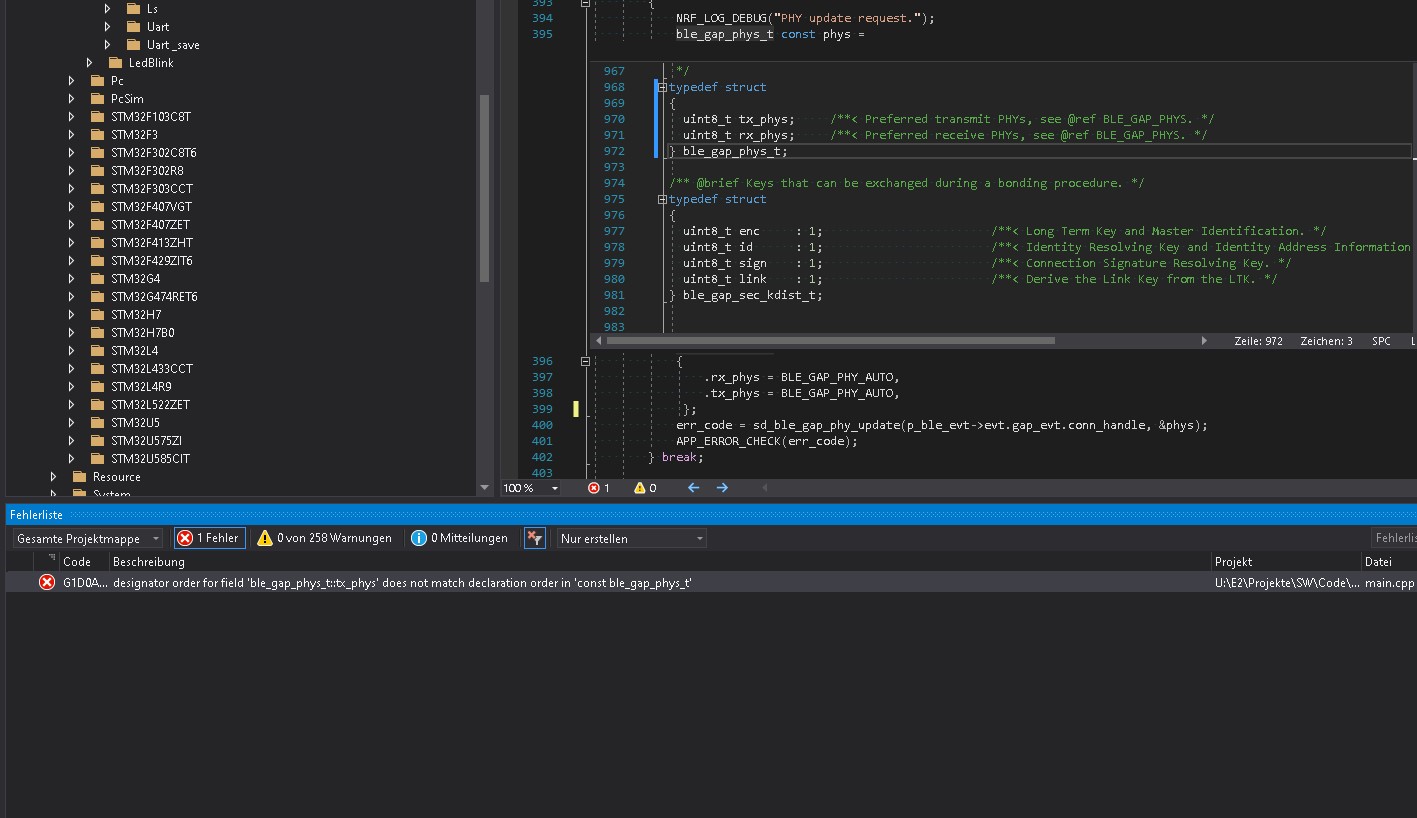 Ls
Uart
Uart_save
LedBlink
Pc
PcSim
STM32F103C8T
STM32F3
STM32F302C8T6
STM32F302R8
STM32F303CCT
STM32F407VGT
STM32F407ZET
STM32F413ZHT
STM32F429ZIT6
STM32G4
STM32G474RET6
STM32H7
STM32H7B0
STM32L4
STM32L433CCT
STM32L4R9
STM32L522ZET
STM32U5
STM32U575ZI
STM32U585CIT
Resource
System
393 {
394 NRF_LOG_DEBUG("PHY update request.");
395 ble_gap_phys_t const phys =
967 */
968 typedef struct
969 {
970 uint8_t tx_phys; /**< Preferred transmit PHYs, see @ref BLE_GAP_PHYS. */
971 uint8_t rx_phys; /**< Preferred receive PHYs, see @ref BLE_GAP_PHYS. */
972 } ble_gap_phys_t;
973
974 /** @brief Keys that can be exchanged during a bonding procedure. */
975 typedef struct
976 {
977 uint8_t enc : 1; /**< Long Term Key and Master Identification. */
978 uint8_t id : 1; /**< Identity Resolving Key and Identity Address Information
979 uint8_t sign : 1; /**< Connection Signature Resolving Key. */
980 uint8_t link : 1; /**< Derive the Link Key from the LTK. */
981 } ble_gap_sec_kdist_t;
982
983
Zeile: 972 Zeichen: 3 SPC L
396 {
397 .rx_phys = BLE_GAP_PHY_AUTO,
398 .tx_phys = BLE_GAP_PHY_AUTO,
399 };
400 err_code = sd_ble_gap_phy_update(p_ble_evt->evt.gap_evt.conn_handle, &phys);
401 APP_ERROR_CHECK(err_code);
402 } break;
403
100 % 1 0
Fehlerliste
Gesamte Projektmappe 1 Fehler 0 von 258 Warnungen 0 Mitteilungen Nur erstellen Fehlerlis
Code Beschreibung Projekt Datei
G1D0A... designator order for field 'ble_gap_phys_t::tx_phys' does not match declaration order in 'const ble_gap_phys_t' U:\E2\Projekte\SW\Code\... main.cpp